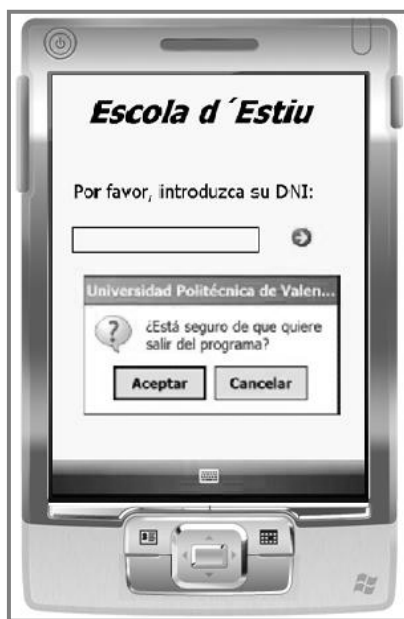 Escola d´Estiu
Por favor, introduzca su DNI:
Universidad Politécnica de Valen...
¿Está seguro de que quiere
salir del programa?
Aceptar Cancelar